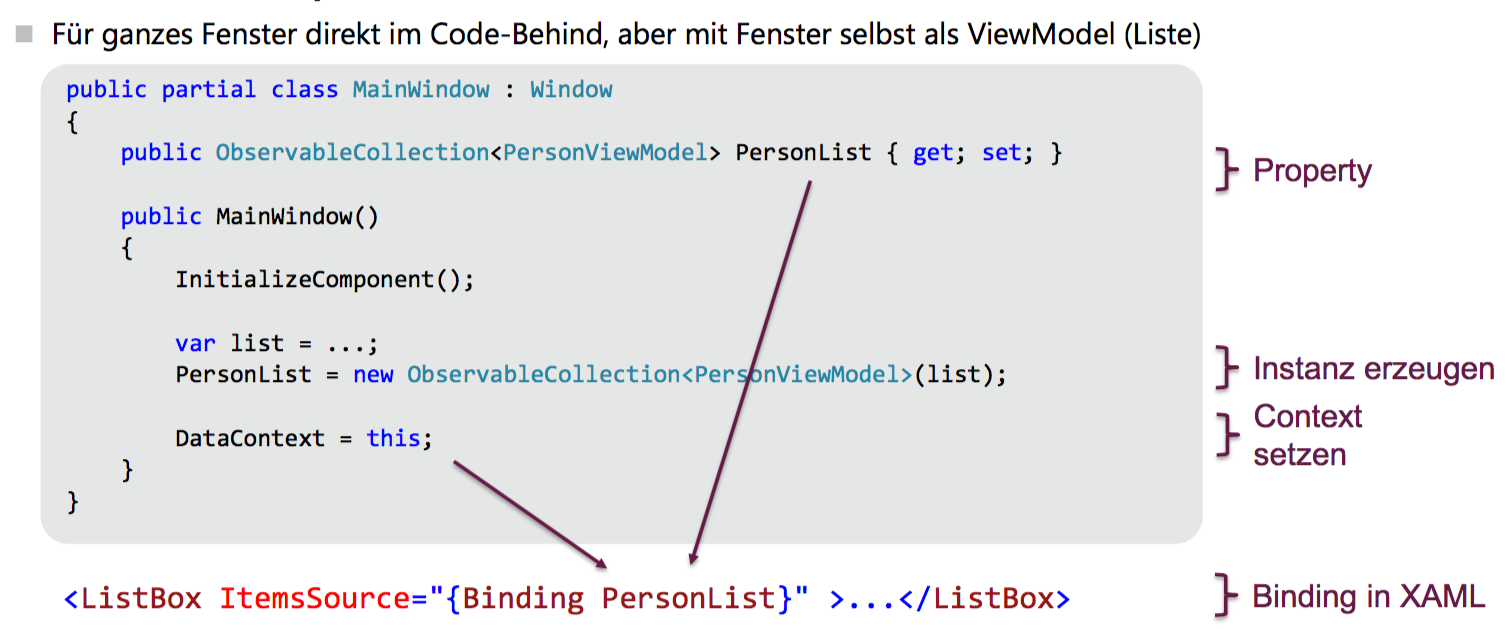 Für ganzes Fenster direkt im Code-Behind, aber mit Fenster selbst als ViewModel (Liste)
public partial class MainWindow : Window
{
public ObservableCollection<PersonViewModel> PersonList { get; set; }
Property
public MainWindow()
{
InitializeComponent();
var list = ...;
PersonList = new ObservableCollection<PersonViewModel>(list);
Instanz erzeugen
Context
setzen
DataContext = this;
}
}
<ListBox ItemsSource="{Binding PersonList}" >...</ListBox>
Binding in XAML